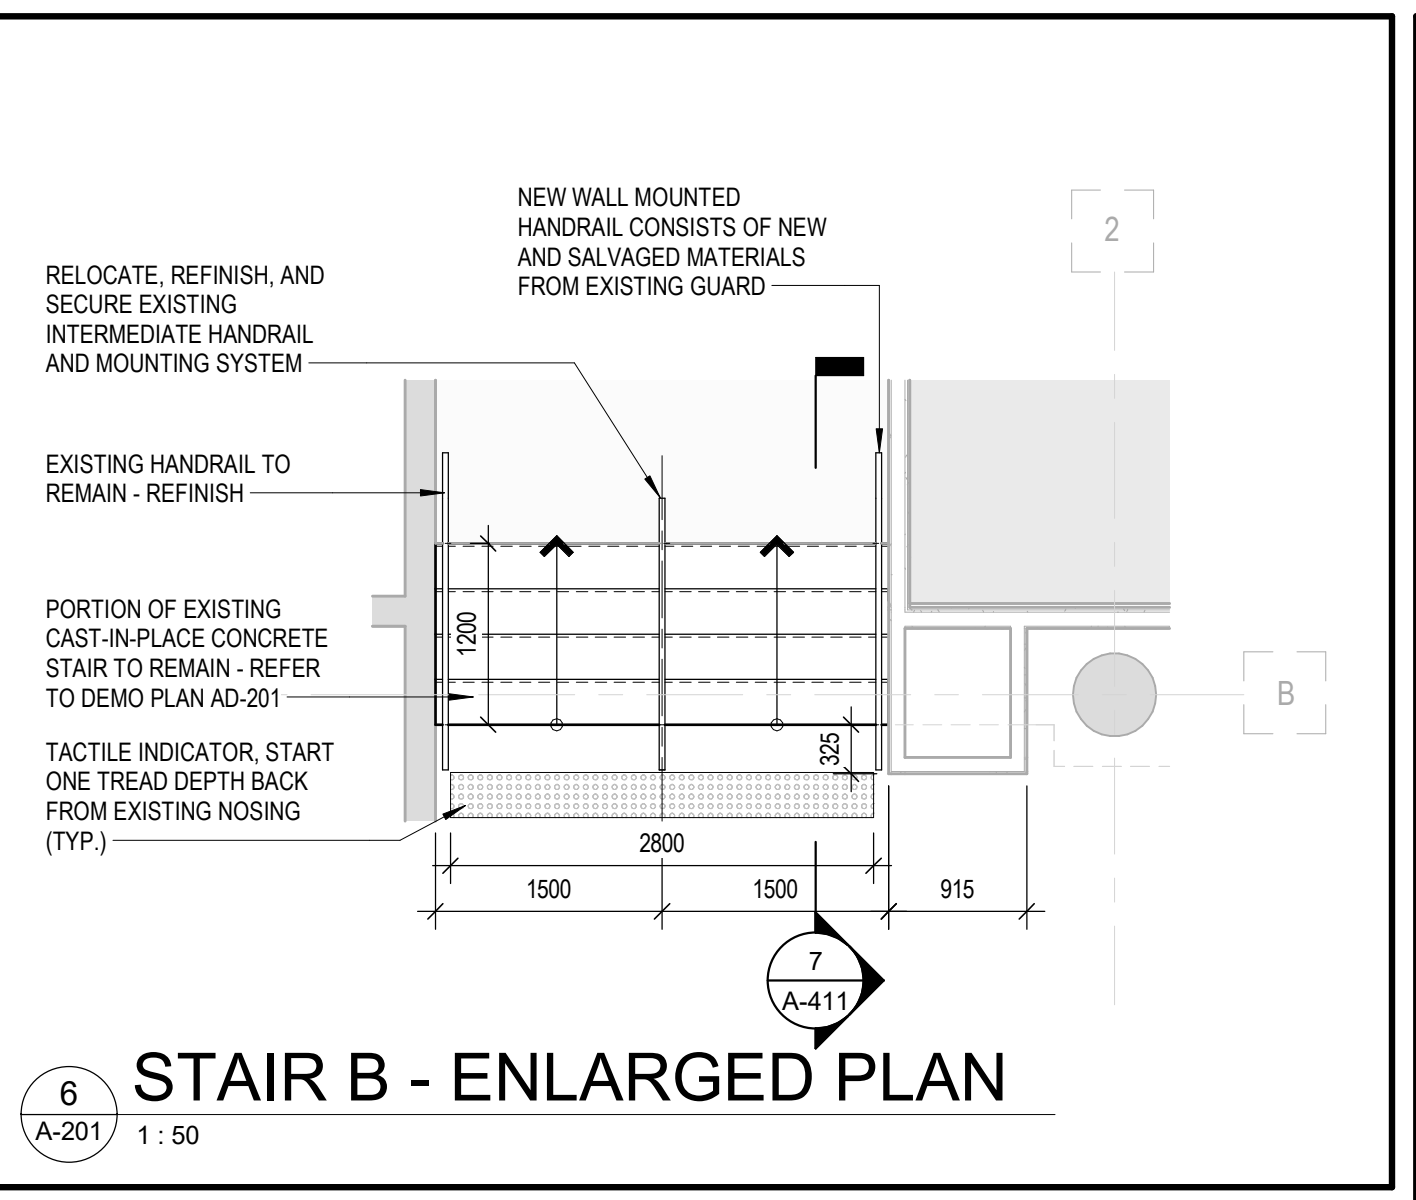 NEW WALL MOUNTED
HANDRAIL CONSISTS OF NEW
AND SALVAGED MATERIALS
FROM EXISTING GUARD
2
RELOCATE, REFINISH, AND
SECURE EXISTING
INTERMEDIATE HANDRAIL
AND MOUNTING SYSTEM
EXISTING HANDRAIL TO
REMAIN - REFINISH
PORTION OF EXISTING
CAST-IN-PLACE CONCRETE
STAIR TO REMAIN - REFER
TO DEMO PLAN AD-201
1200
B
TACTILE INDICATOR, START
ONE TREAD DEPTH BACK
FROM EXISTING NOSING
(TYP.)
325
2800
1500
1500
915
7
A-411
6
A-201
STAIR B - ENLARGED PLAN
1 : 50